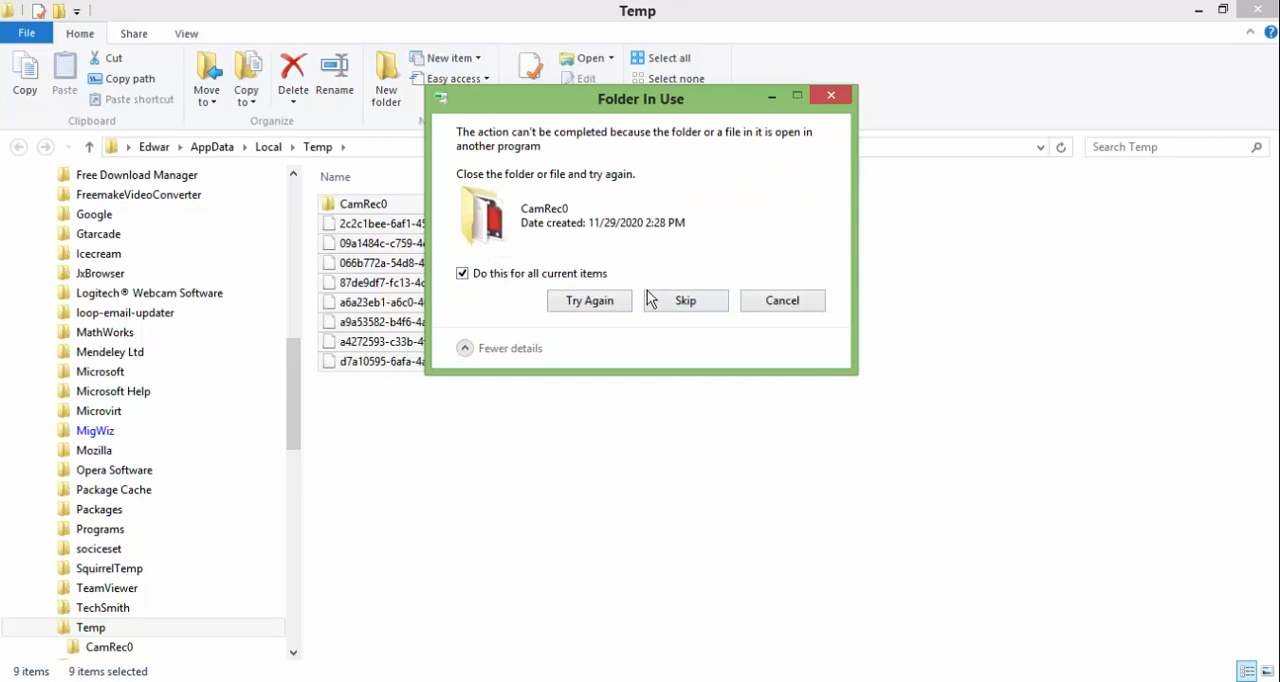 Temp
File Home Share View
Copy
Paste
Cut
Copy path
Paste shortcut
Clipboard
Move to
Copy to
Delete
Rename
Organize
New folder
New item
Easy access
Open
Edit
Select all
Select none
Edwar AppData Local Temp
Search Temp
Free Download Manager
FreemakeVideoConverter
Google
Gtarcade
Icecream
JxBrowser
Logitech® Webcam Software
loop-email-updater
MathWorks
Mendeley Ltd
Microsoft
Microsoft Help
Microvirt
MigWiz
Mozilla
Opera Software
Package Cache
Packages
Programs
sociceset
SquirrelTemp
TeamViewer
TechSmith
Temp
CamRec0
Name
CamRec0
2c2c1bee-6af1-45
09a1484c-c759-4
066b772a-54d8-4
87de9df7-fc13-4
a6a23eb1-a6c0-4
a9a53582-b4f6-4
a4272593-c33b-4
d7a10595-6afa-4
Folder In Use
The action can't be completed because the folder or a file in it is open in
another program
Close the folder or file and try again.
CamRec0
Date created: 11/29/2020 2:28 PM
Do this for all current items
Try Again Skip Cancel
Fewer details
9 items 9 items selected